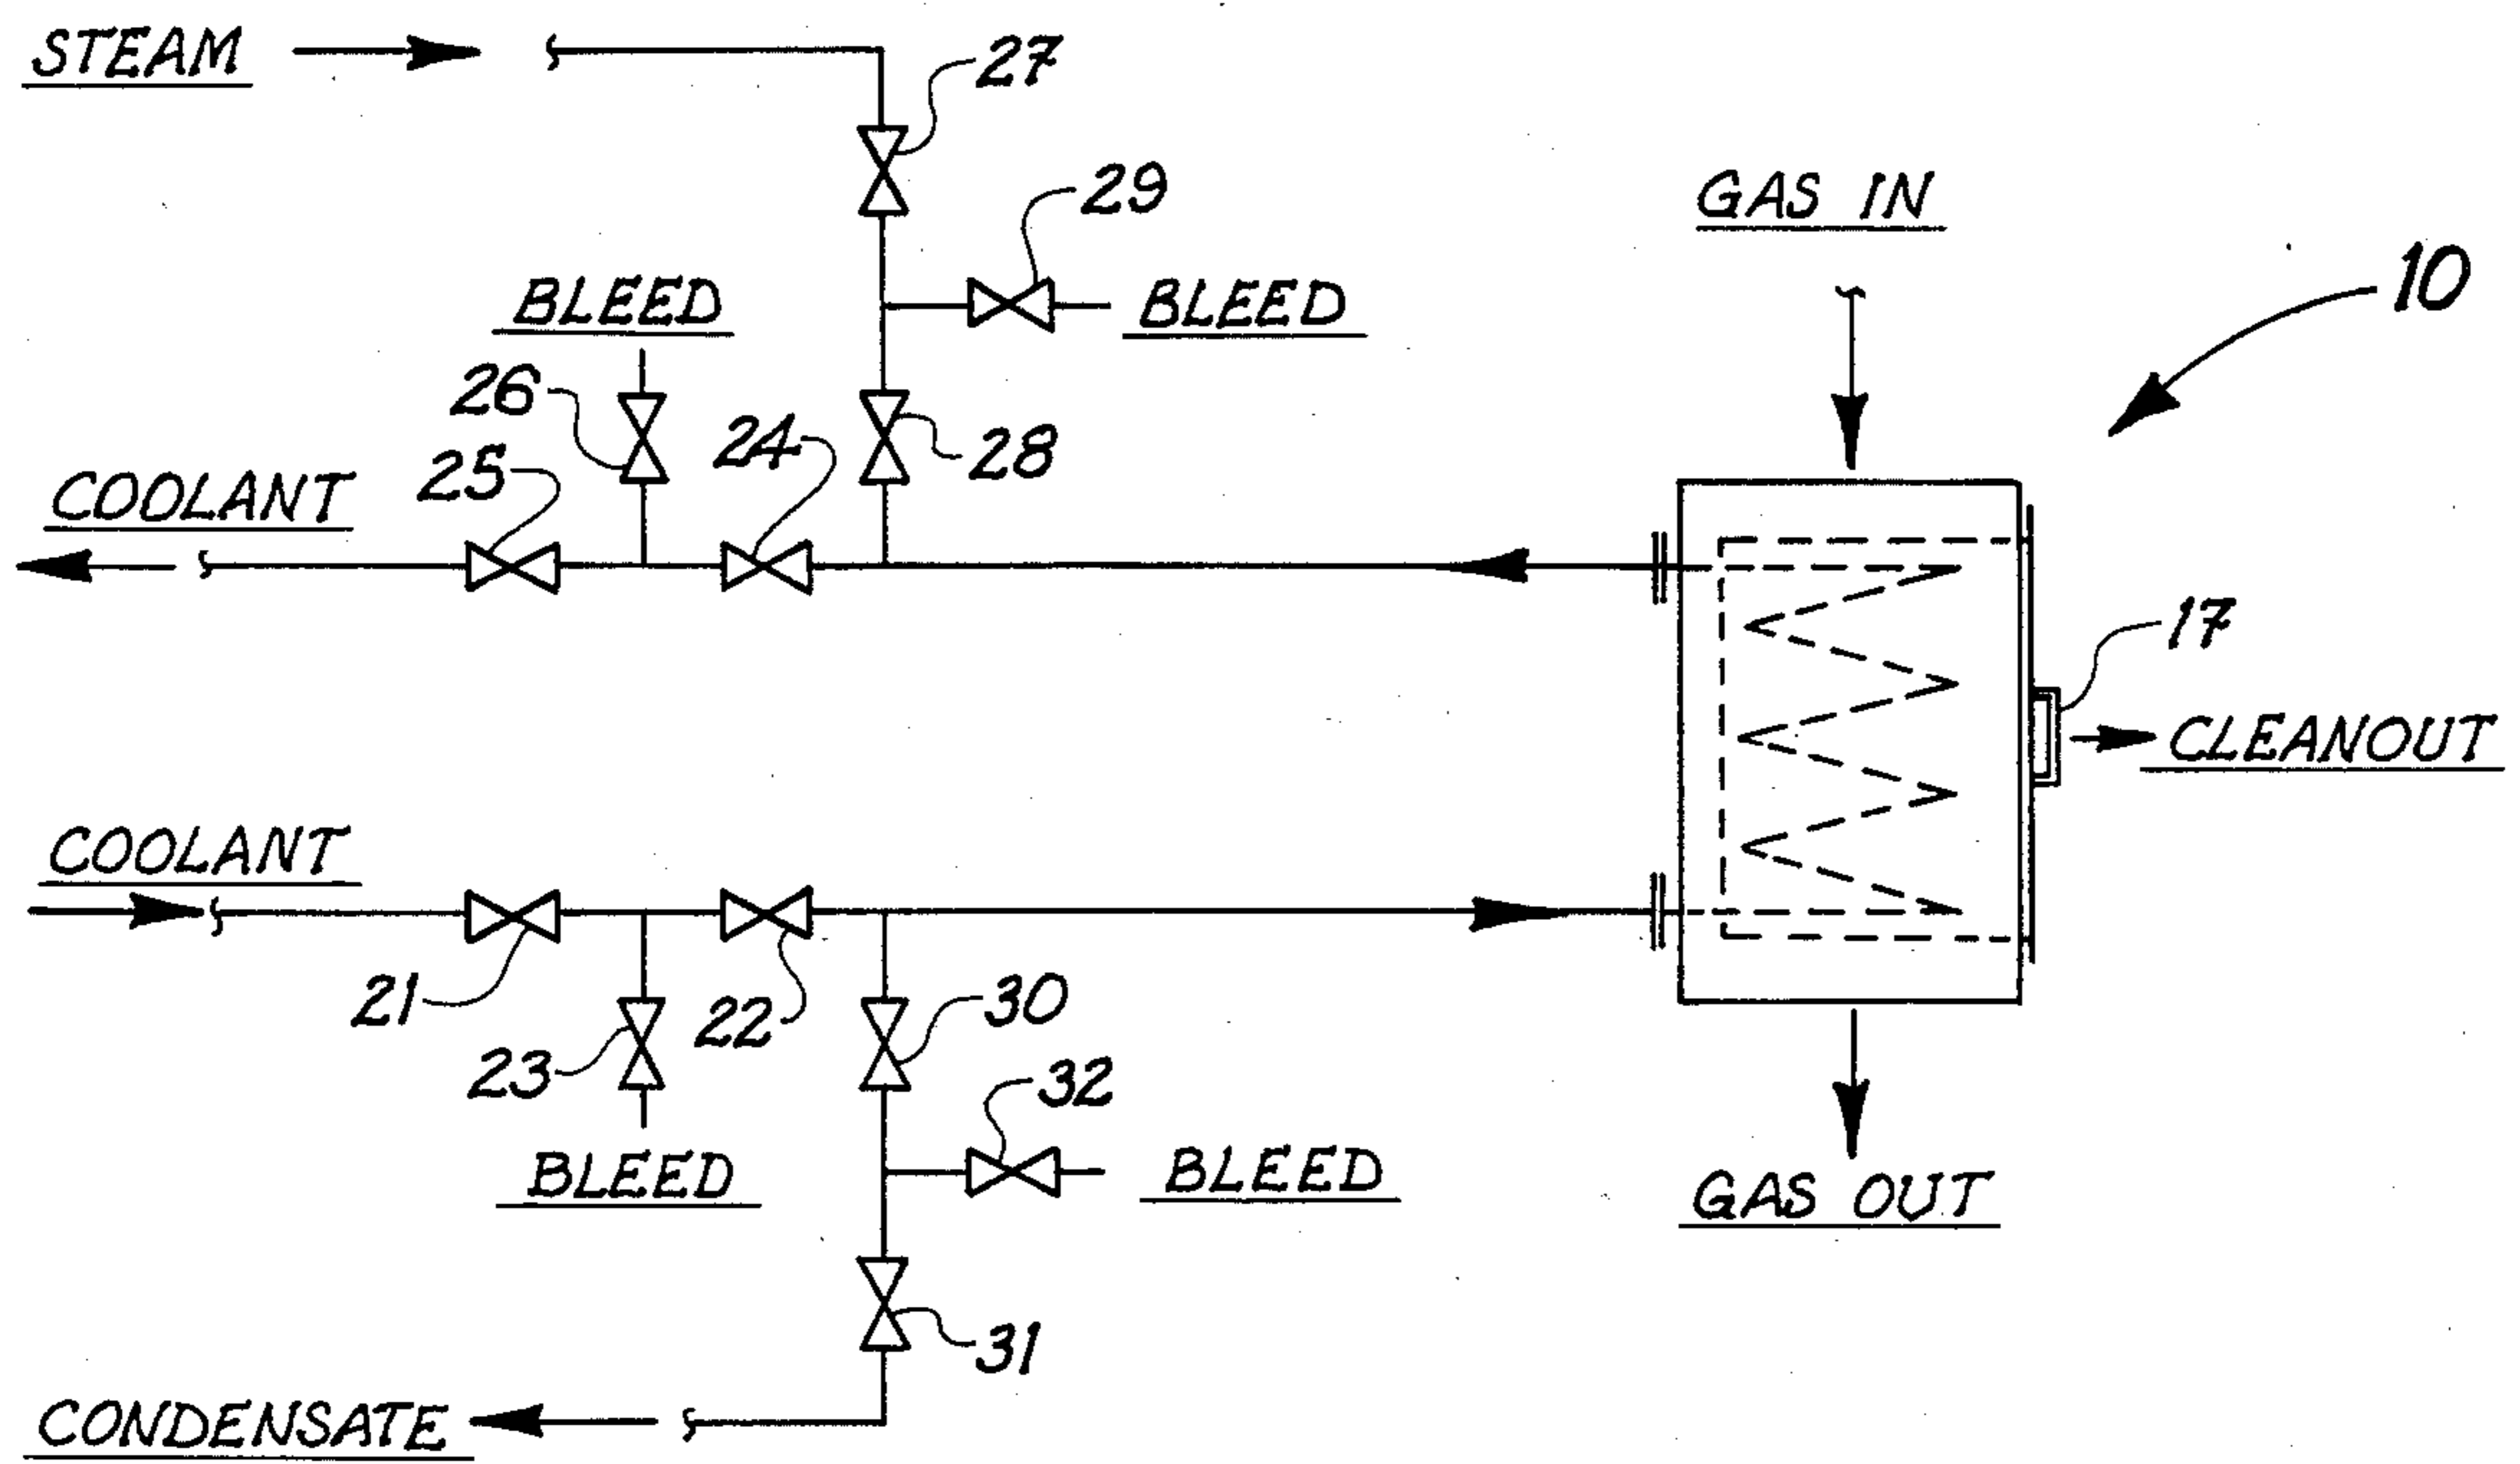 STEAM
27
29
GAS IN
10
BLEED
BLEED
26
24
28
25
COOLANT
17
CLEANOUT
COOLANT
21
22
30
23
32
BLEED
BLEED
GAS OUT
31
CONDENSATE